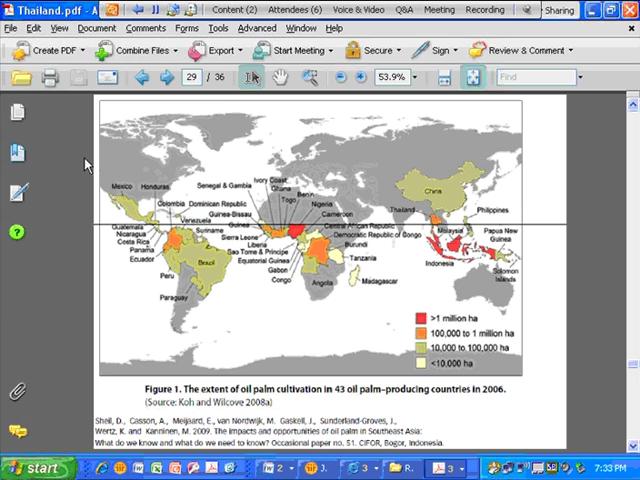 Thailand.pdf - A
Content (2)
Attendees (6)
Voice & Video
Q&A
Meeting
Recording
Sharing
File Edit View Document Comments Forms Tools Advanced Window Help
Create PDF
Combine Files
Export
Start Meeting
Secure
Sign
Review & Comment
29 / 36
53.9%
Find
Mexico
Honduras
Colombia
Dominican Republic
Venezuela
Guinea-Bissau
Suriname
Guinea
Senegal & Gambia
Ivory Coast
Ghana
Benin
Togo
Nigeria
Cameroon
Central African Republic
Democratic Republic of Congo
Burundi
Tanzania
Madagascar
Thailand
China
Philippines
Malaysia
Papua New
Guinea
Solomon
Islands
Indonesia
Guatemala
Nicaragua
Costa Rica
Panama
Ecuador
Peru
Brazil
Paraguay
Sierra Leone
Liberia
Sao Tome & Principe
Equatorial Guinea
Gabon
Congo
Angola
>1 million ha
100,000 to 1 million ha
10,000 to 100,000 ha
<10,000 ha
Figure 1. The extent of oil palm cultivation in 43 oil palm–producing countries in 2006.
(Source: Koh and Wilcove 2008a)
Sheil, D., Casson, A., Meijaard, E., van Nordwijk, M. Gaskell, J., Sunderland-Groves, J.,
Wertz, K. and Kanninen, M. 2009. The impacts and opportunities of oil palm in Southeast Asia:
What do we know and what do we need to know? Occasional paper no. 51. CIFOR, Bogor, Indonesia.
start
2
J.
3
R.
3
7:33 PM